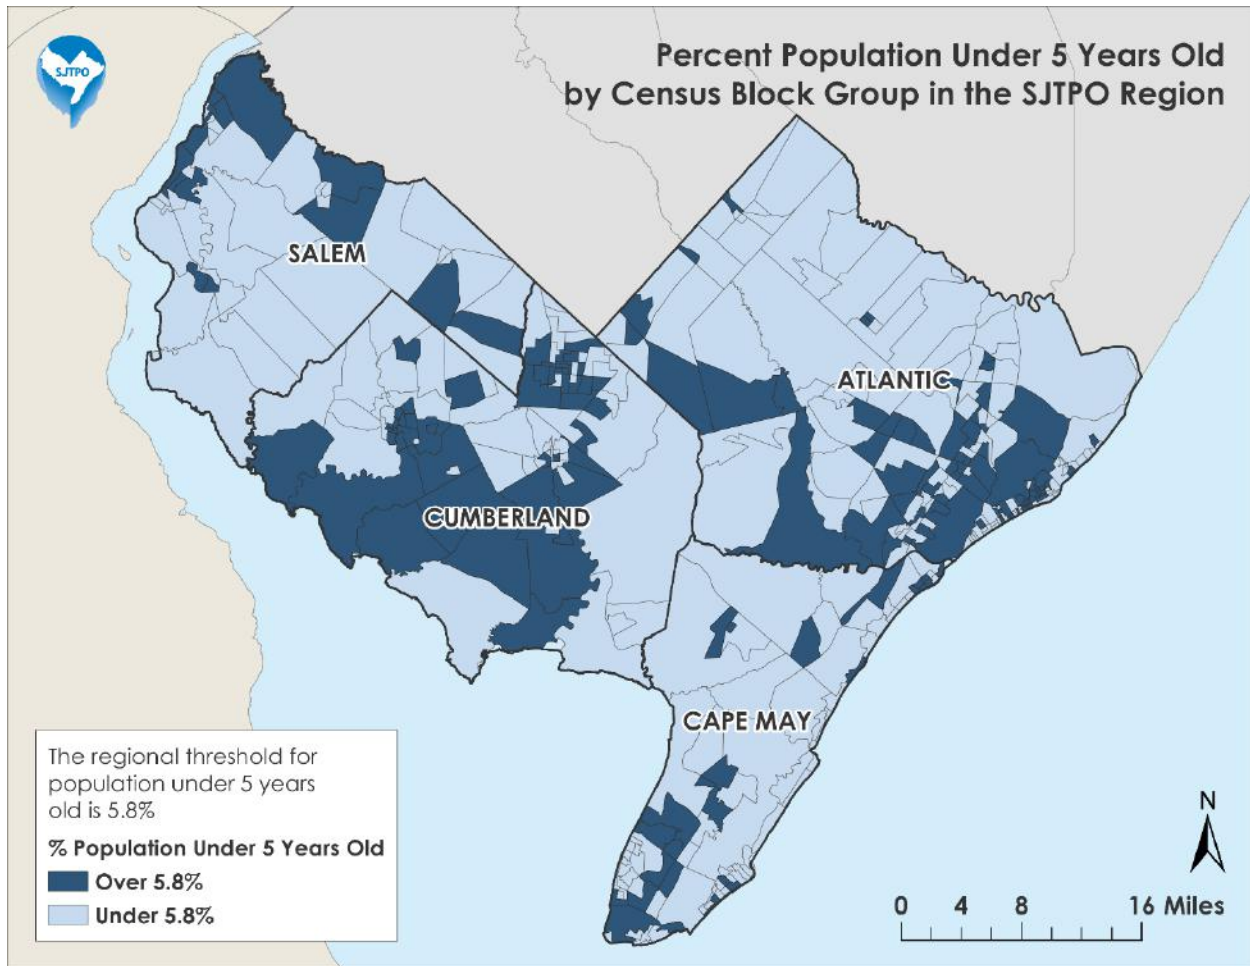 SJTPO
Percent Population Under 5 Years Old
by Census Block Group in the SJTPO Region
SALEM
ATLANTIC
CUMBERLAND
CAPE MAY
The regional threshold for
population under 5 years
old is 5.8%
% Population Under 5 Years Old
Over 5.8%
Under 5.8%
N
0 4 8 16 Miles